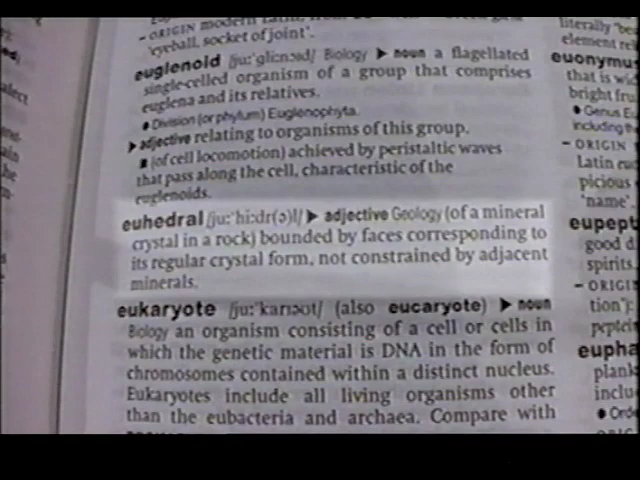 - ORIGIN modern Latin, from
'eyeball, socket of joint'.
euglenoid /juːˈgliːnɔɪd/ Biology ▶ noun a flagellated
single-celled organism of a group that comprises
euglena and its relatives.
● Division (or phylum) Euglenophyta.
▶ adjective relating to organisms of this group.
■ (of cell locomotion) achieved by peristaltic waves
that pass along the cell, characteristic of the
euglenoids.
euhedral /juːˈhiːdr(ə)l/ ▶ adjective Geology (of a mineral
crystal in a rock) bounded by faces corresponding to
its regular crystal form, not constrained by adjacent
minerals.
eukaryote /juːˈkarɪəʊt/ (also eucaryote) ▶ noun
Biology an organism consisting of a cell or cells in
which the genetic material is DNA in the form of
chromosomes contained within a distinct nucleus.
Eukaryotes include all living organisms other
than the eubacteria and archaea. Compare with
literally
element
euonymus
that is
bright
● Genus
including
- ORIGIN
Latin
picious
'name'.
eupept
good d
spirits.
- ORIGI
tion'):
peptei
eupha
plank
inclu
● Orde